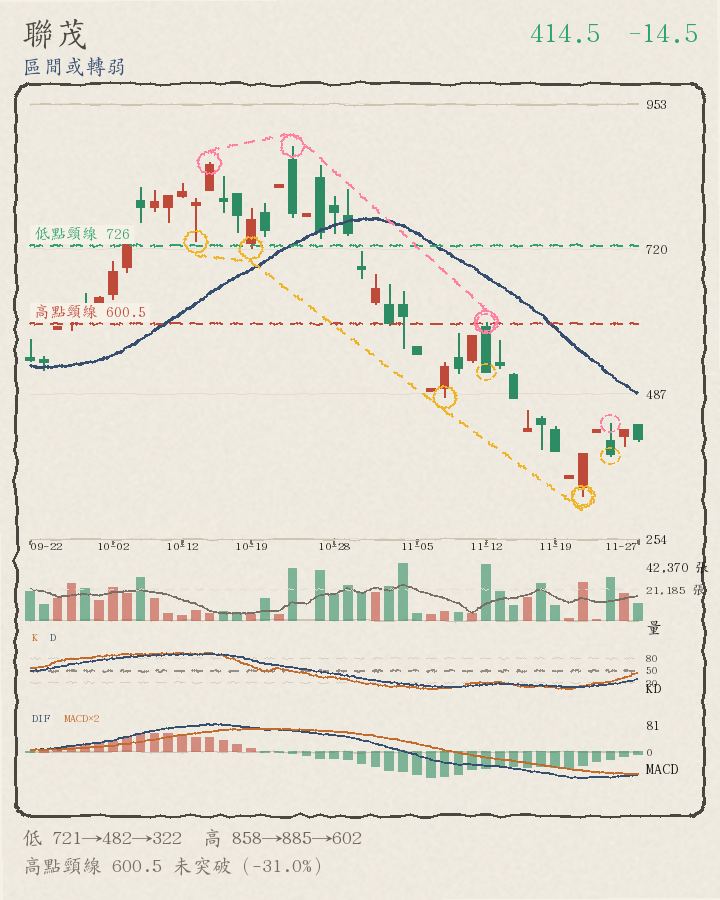 聯茂
414.5 -14.5
區間或轉弱
953
低點頸線 726
720
高點頸線 600.5
487
254
09-22 10-02 10-12 10-19 10-28 11-05 11-12 11-19 11-27
42,370 張
21,185 張
量
K D
80
50
20
KD
DIF MACD×2
81
0
MACD
低 721→482→322 高 858→885→602
高點頸線 600.5 未突破 (-31.0%)